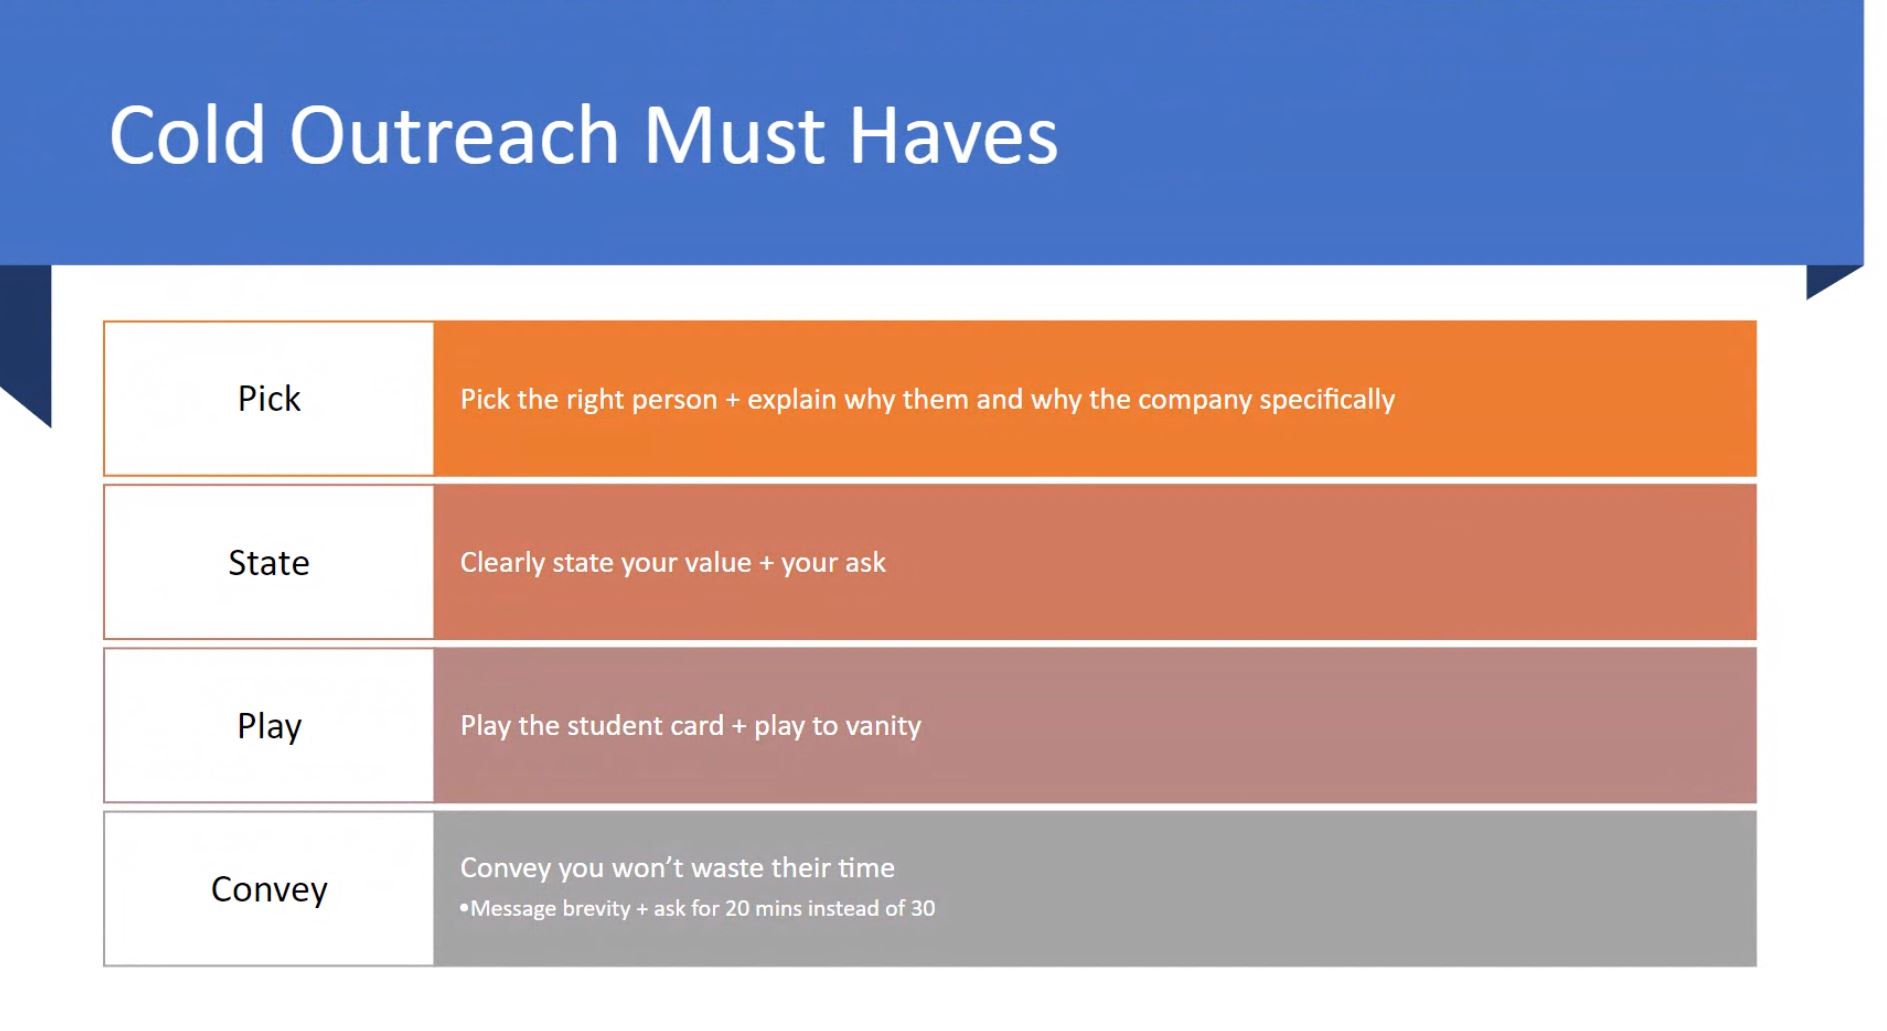 Cold Outreach Must Haves
Pick
Pick the right person + explain why them and why the company specifically
State
Clearly state your value + your ask
Play
Play the student card + play to vanity
Convey
Convey you won’t waste their time
•Message brevity + ask for 20 mins instead of 30